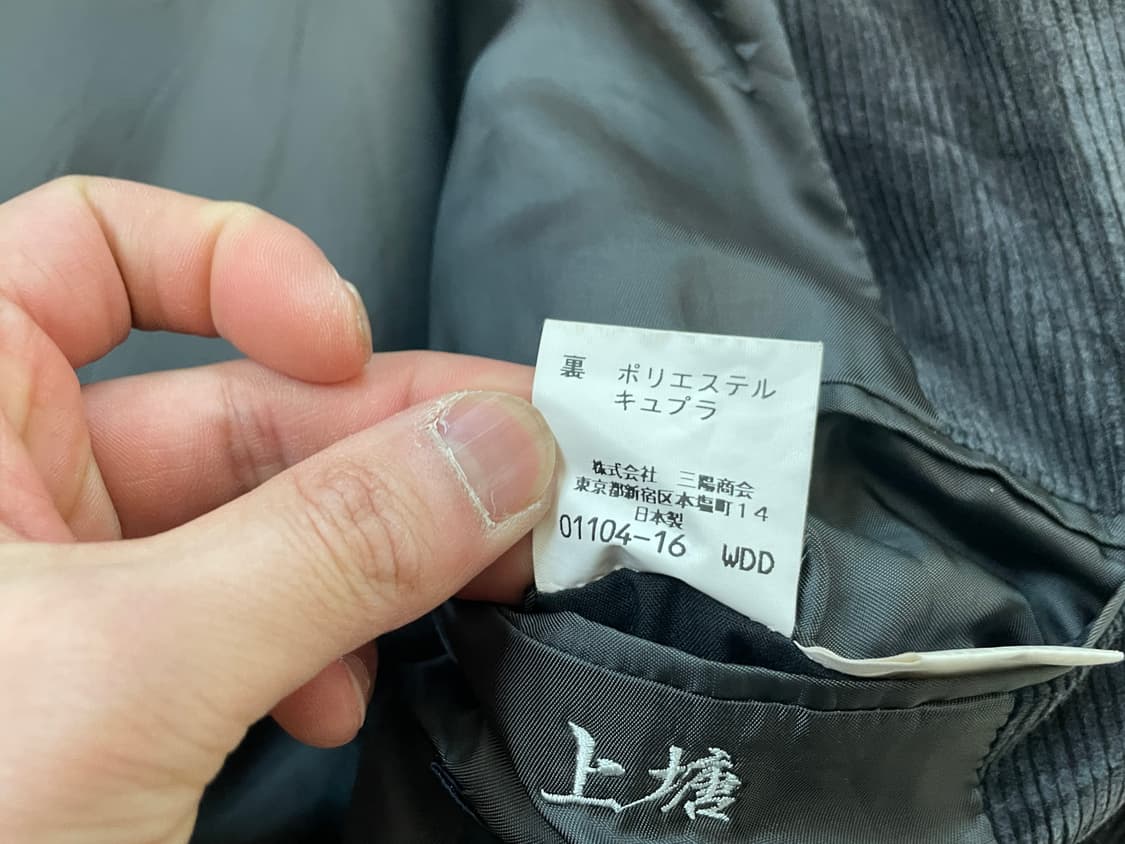 裏 ポリエステル
キュプラ
株式会社 三陽商会
東京都新宿区本塩町14
日本製
01104-16 WDD
上塘